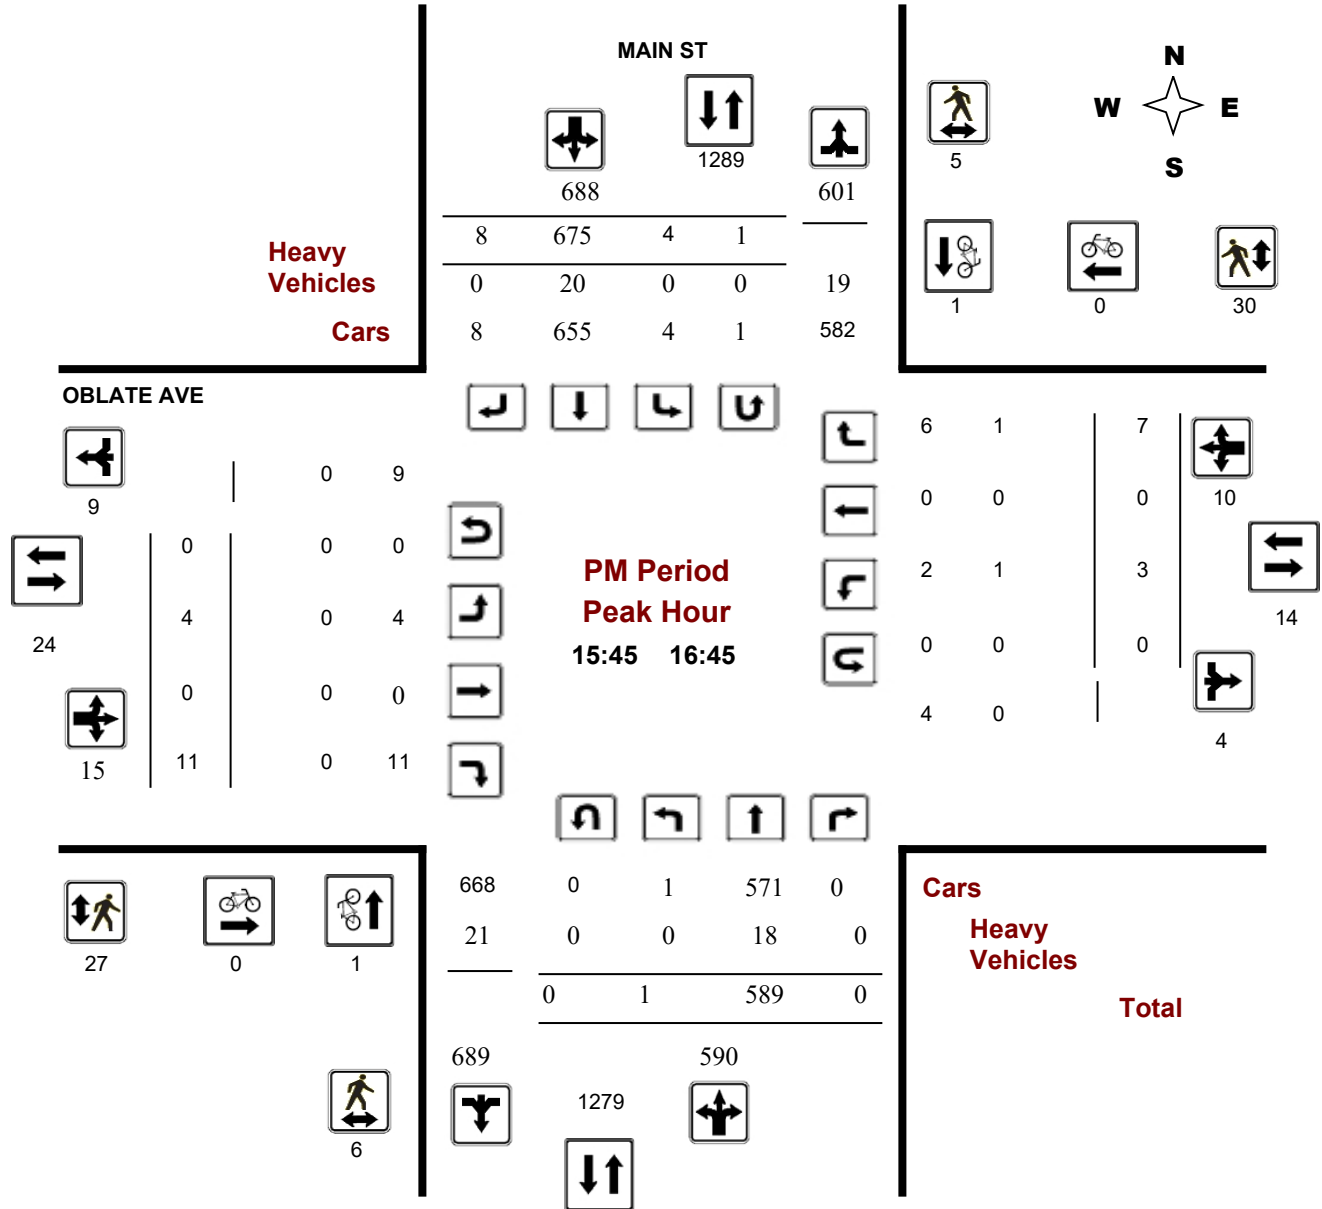 MAIN ST
N
W E
S
1289
5
688 601
8 675 4 1
Heavy
Vehicles
0 20 0 0 19
1 0 30
Cars
8 655 4 1 582
OBLATE AVE
6 1 7
0 9
9
0 0 0 10
0 0 0
PM Period
2 1 3
Peak Hour
4 0 4
14
24
15:45 16:45
0 0 0
0 0 0
4 0
4
15
11 0 11
668 0 1 571 0
Cars
21 0 0 18 0
Heavy
Vehicles
27 0 1
0 1 589 0
Total
689 590
1279
6